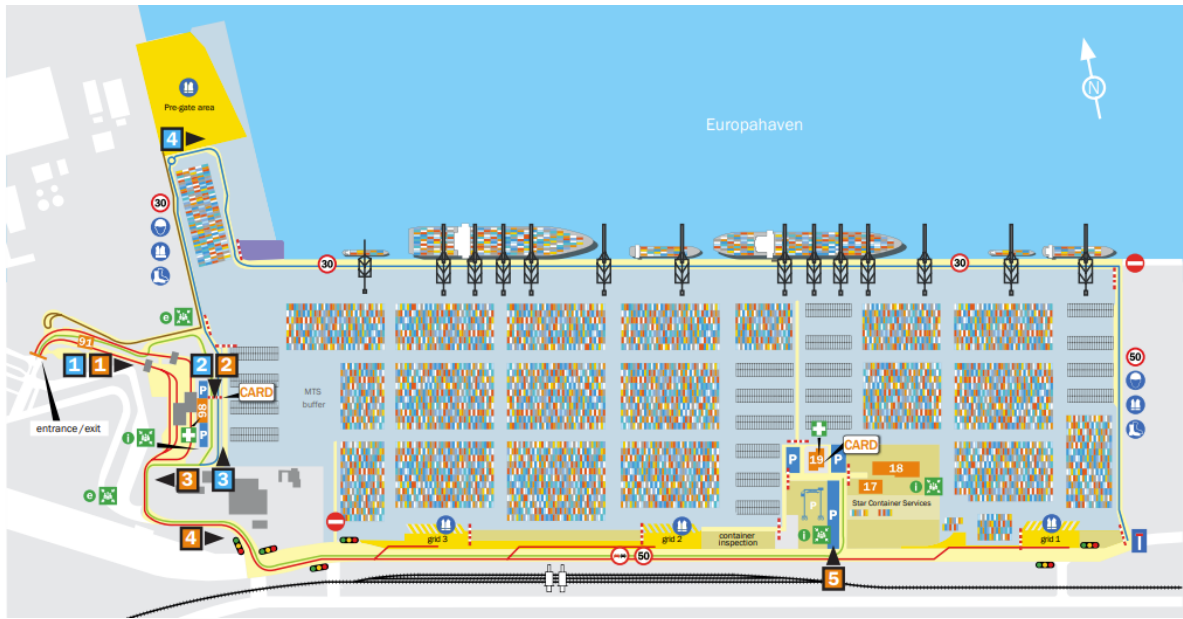 N
Europahaven
Pre-gate area
4
30
30
30
e
91
1
1
2
2
CARD
P
98
P
MTS
buffer
50
entrance/exit
i
3
3
e
4
CARD
P
19
P
18
17
i
Star Container Services
P
i
grid 3
grid 2
container
inspection
grid 1
50
5